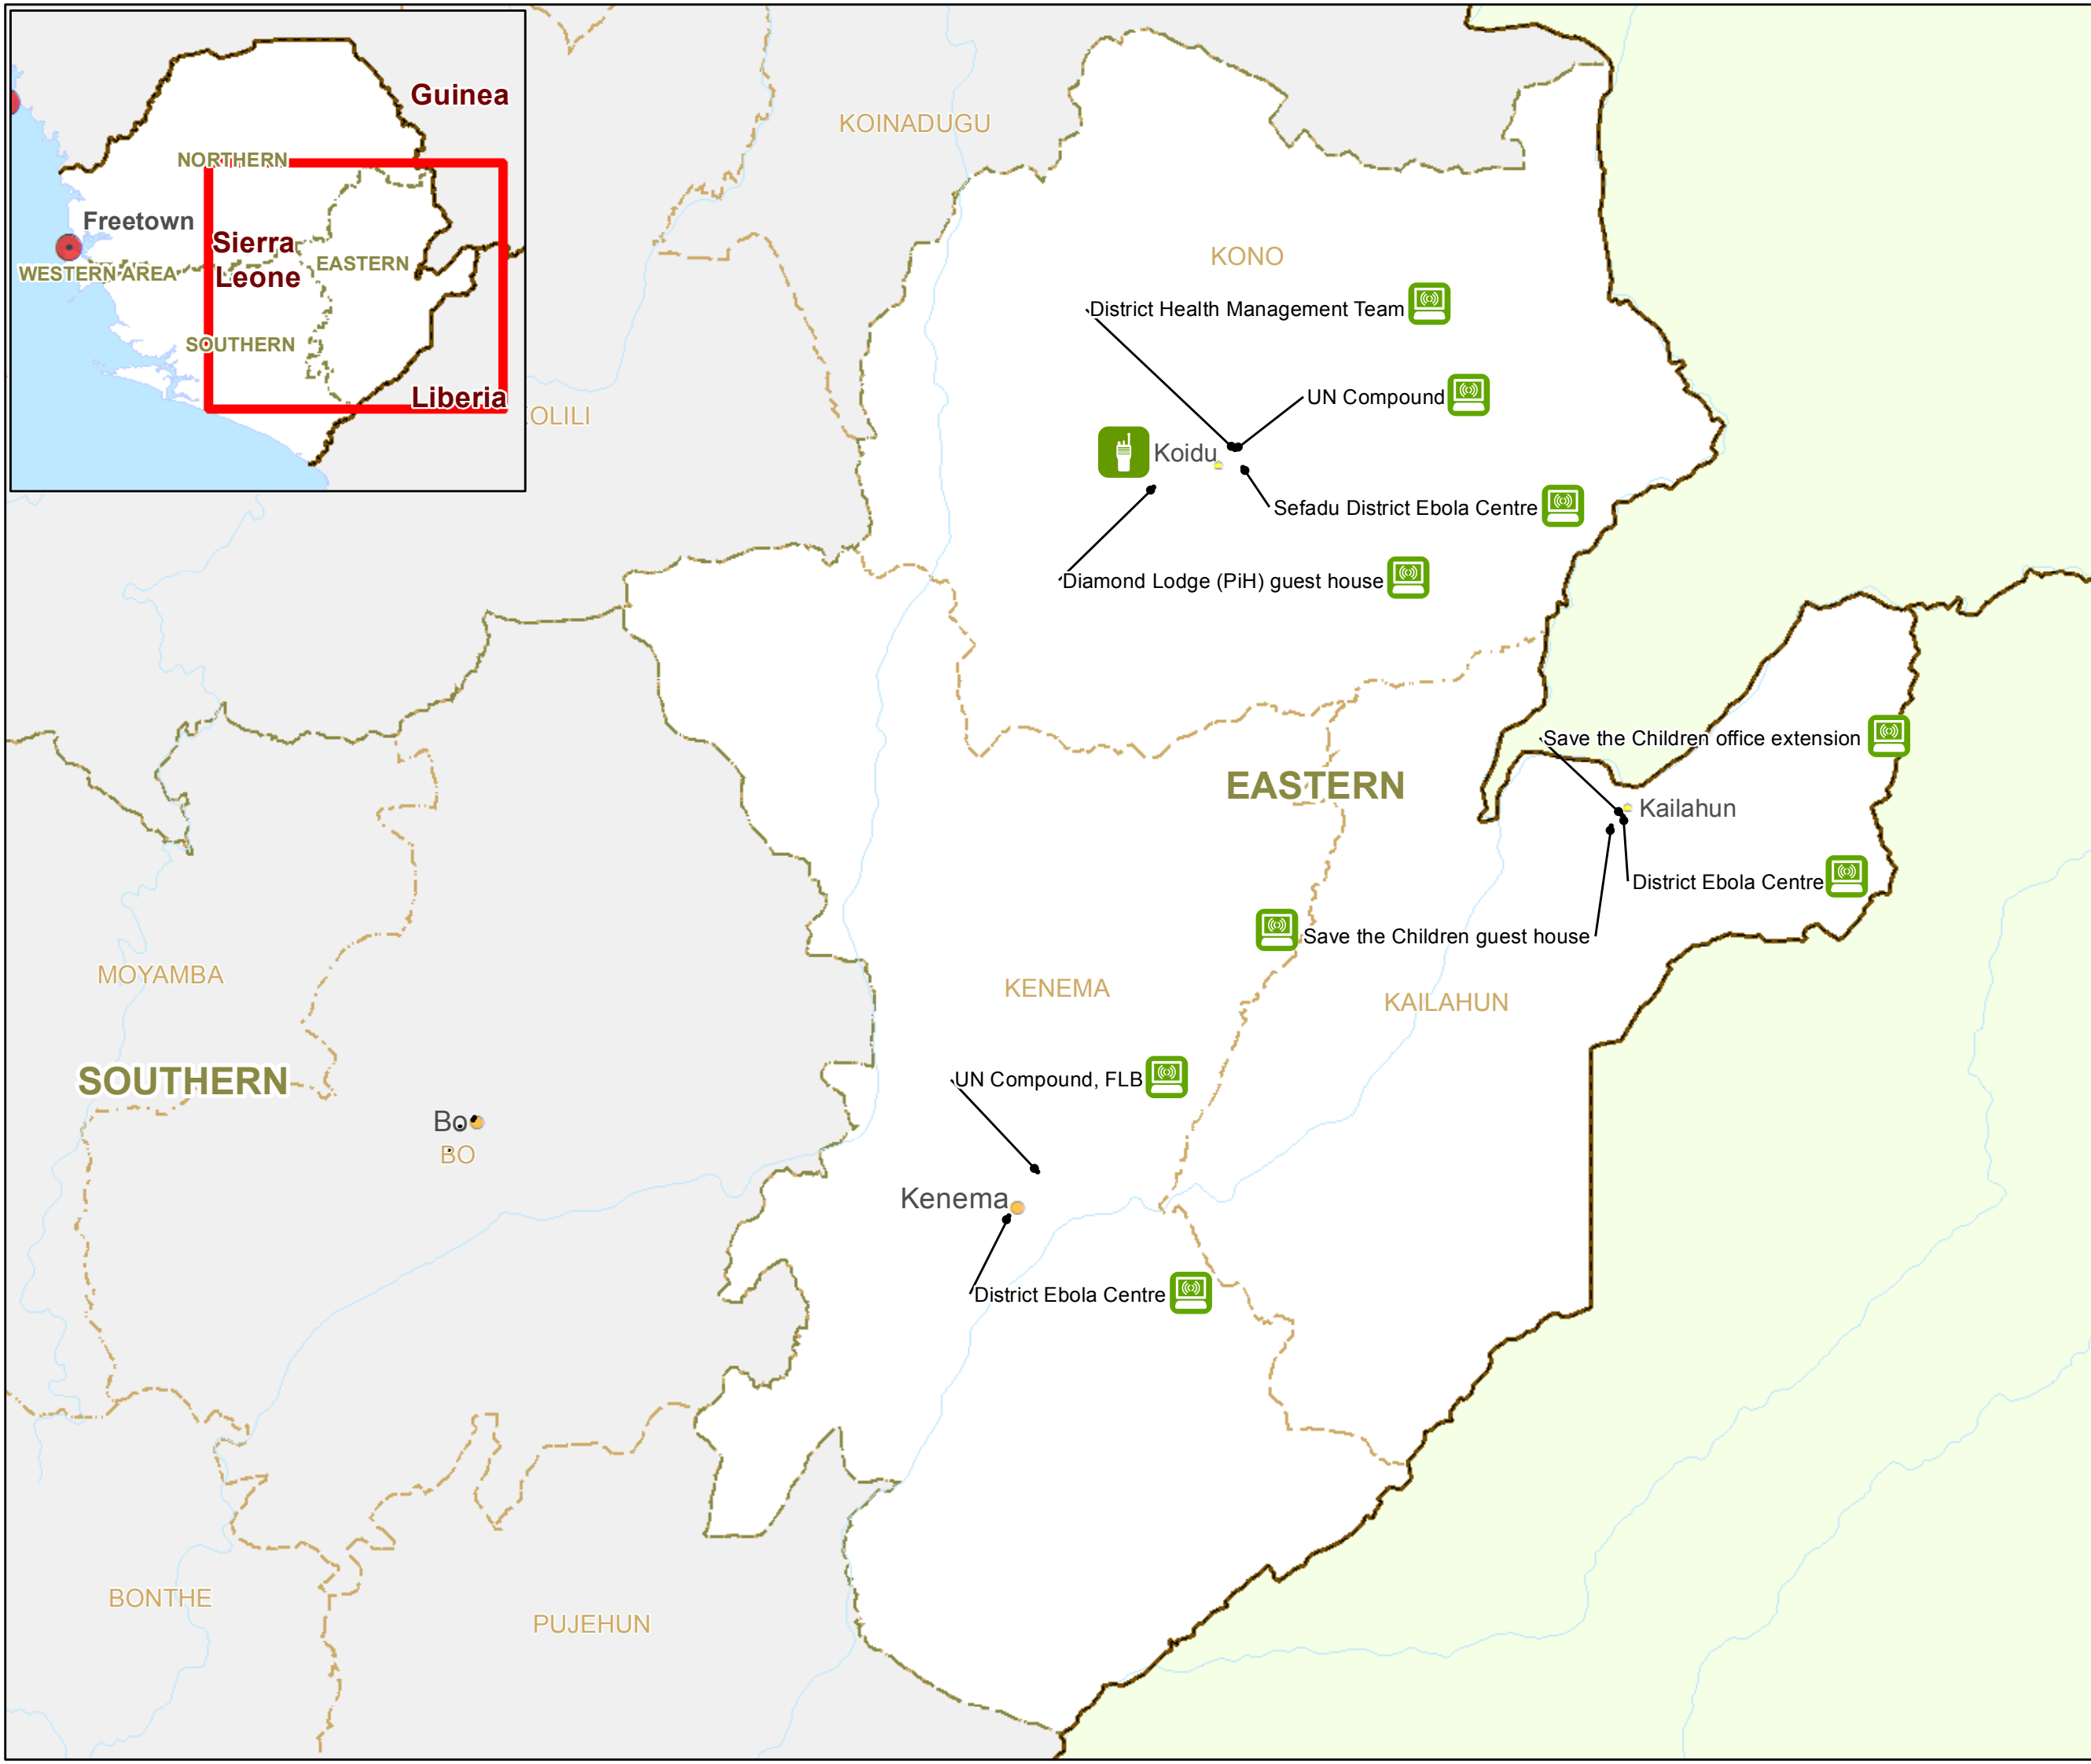 Guinea
NORTHERN
Freetown
Sierra
Leone
WESTERN AREA
EASTERN
SOUTHERN
Liberia
KOINADUGU
OLILI
KONO
District Health Management Team
UN Compound
Koidu
Sefadu District Ebola Centre
Diamond Lodge (PiH) guest house
EASTERN
Save the Children office extension
Kailahun
District Ebola Centre
Save the Children guest house
MOYAMBA
KENEMA
KAILAHUN
SOUTHERN
UN Compound, FLB
Bo
BO
Kenema
District Ebola Centre
BONTHE
PUJEHUN